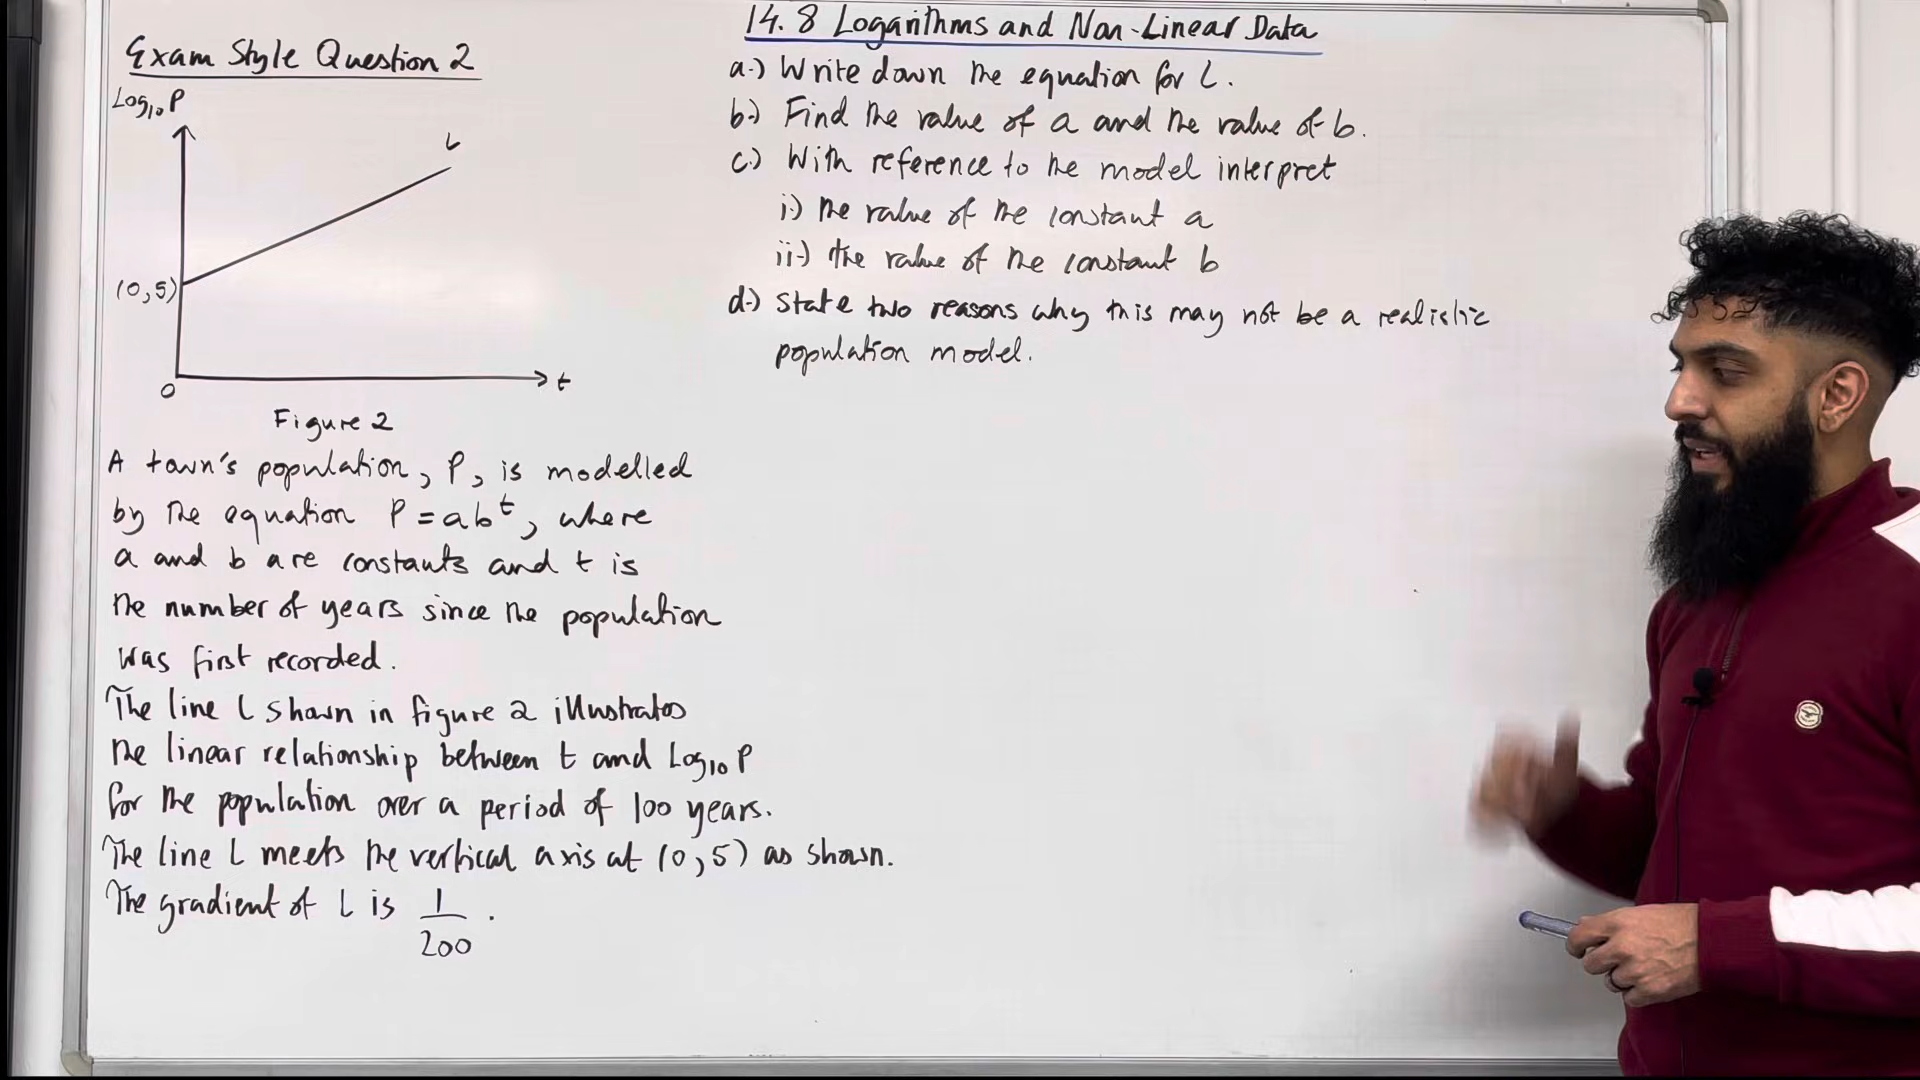 14.8 Logarithms and Non-Linear Data
Exam Style Question 2
Log₁₀ P
L
(0,5)
O
t
Figure 2
A town's population, P, is modelled
by the equation P = abᵗ, where
a and b are constants and t is
the number of years since the population
was first recorded.
The line L shown in figure 2 illustrates
the linear relationship between t and Log₁₀ P
for the population over a period of 100 years.
The line L meets the vertical axis at (0,5) as shown.
The gradient of L is 1/200.
a.) Write down the equation for L.
b.) Find the value of a and the value of b.
c.) With reference to the model interpret
i.) the value of the constant a
ii.) the value of the constant b
d.) State two reasons why this may not be a realistic
population model.